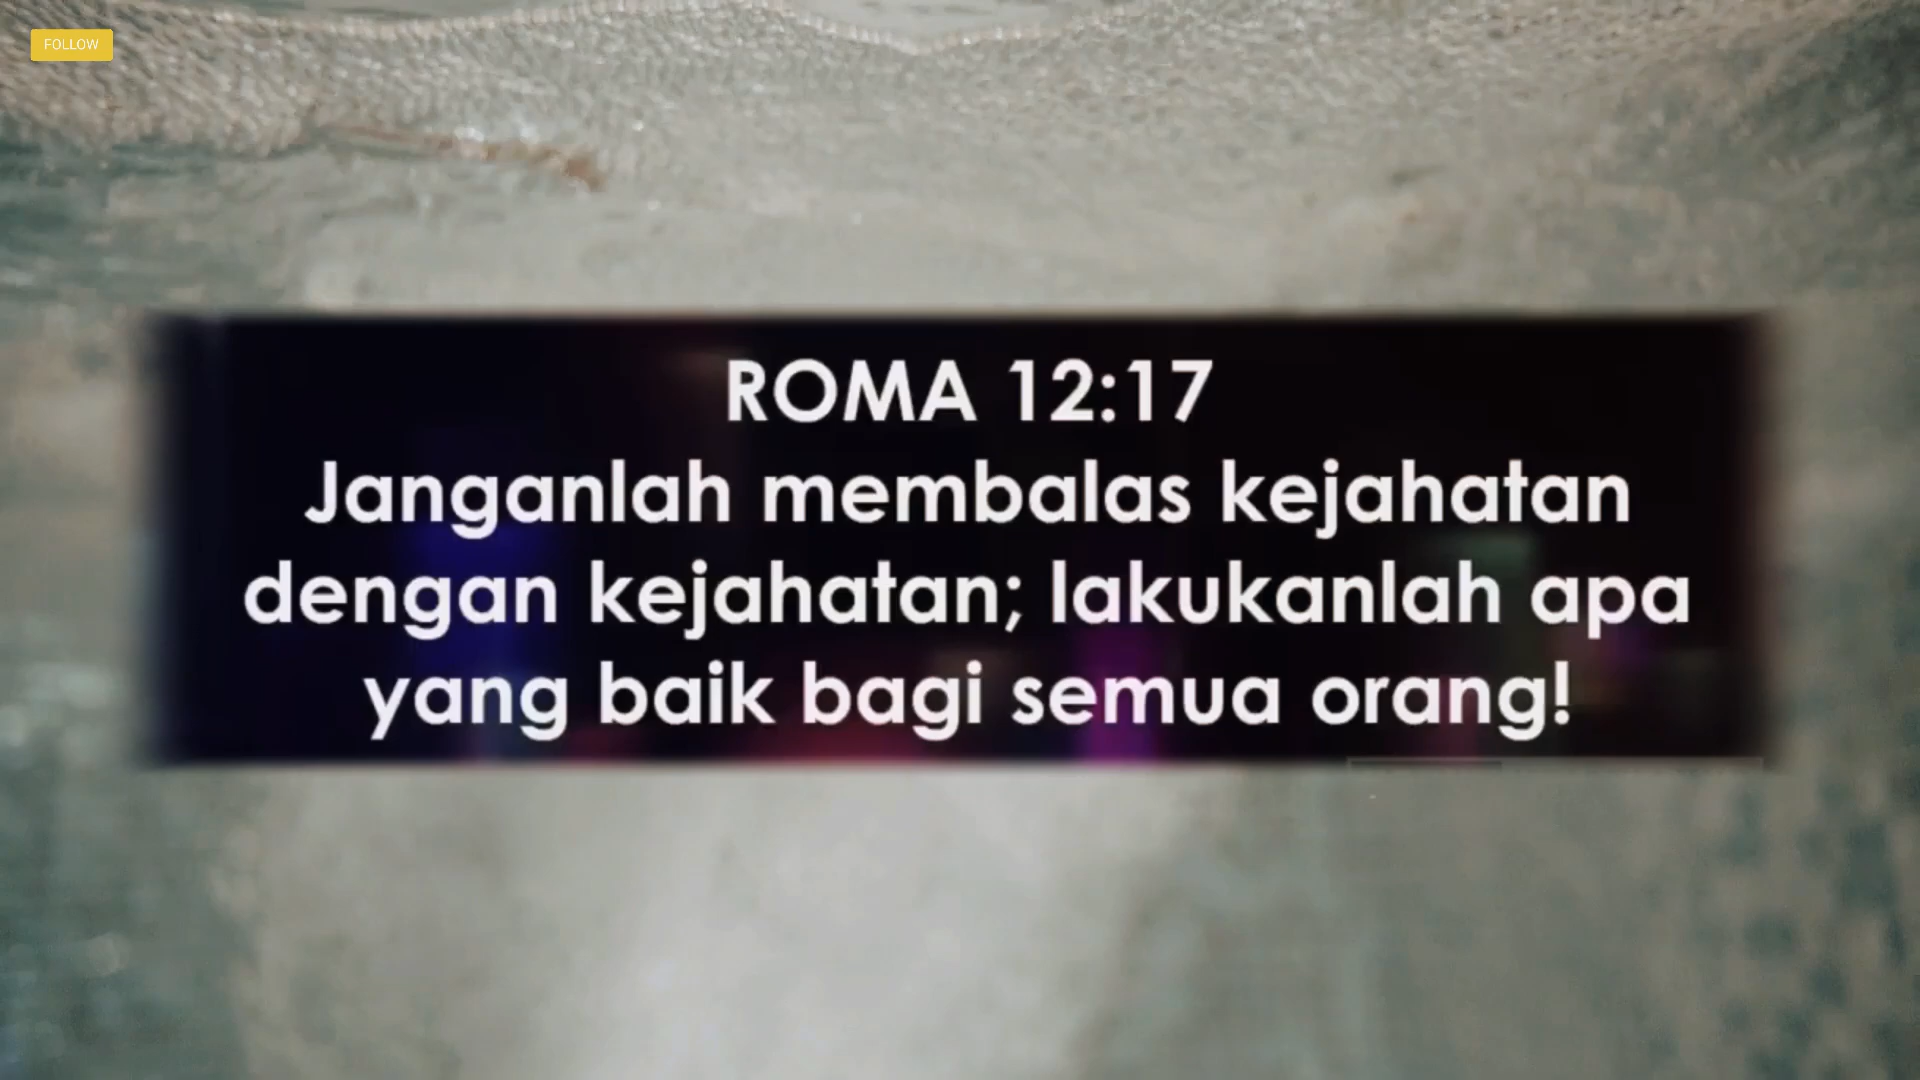 FOLLOW
ROMA 12:17
Janganlah membalas kejahatan
dengan kejahatan; lakukanlah apa
yang baik bagi semua orang!